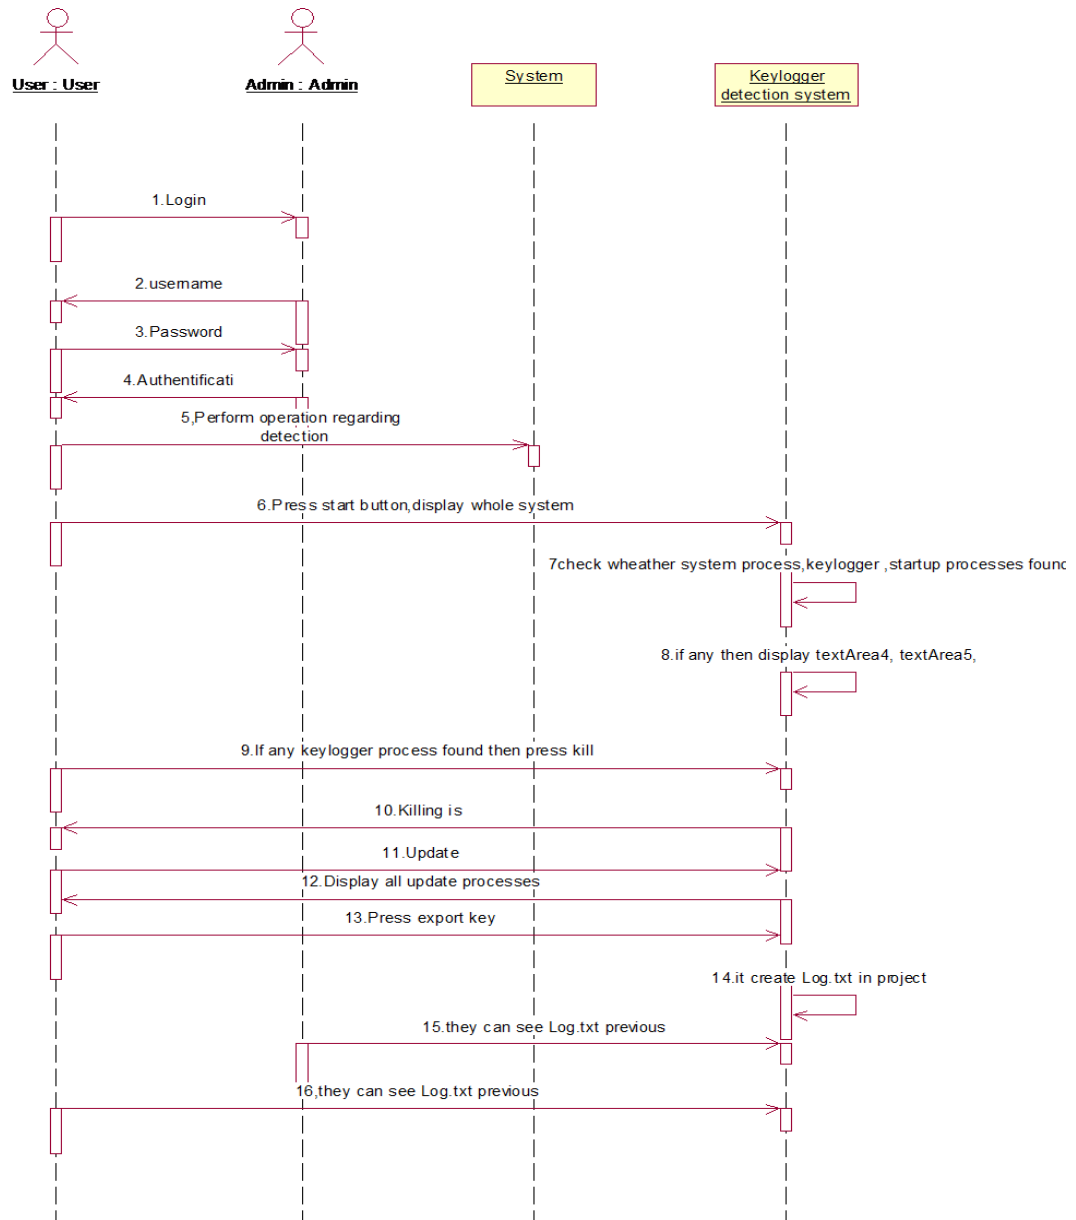 User : User
Admin : Admin
System
Keylogger
detection system
1.Login
2.username
3.Password
4.Authentificati
5,Perform operation regarding
detection
6.Press start button,display whole system
7check wheather system process,keylogger ,startup processes found
8.if any then display textArea4, textArea5,
9.If any keylogger process found then press kill
10.Killing is
11.Update
12.Display all update processes
13.Press export key
14.it create Log.txt in project
15.they can see Log.txt previous
16,they can see Log.txt previous